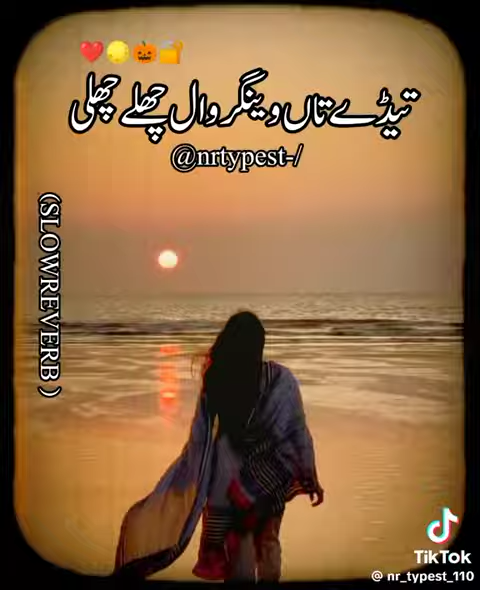 ❤️🌕🎃🔐
تیڈے تاں وینگر وال چھلے چھلی
@nrtypest-/
(SLOWREVERB )
TikTok
@ nr_typest_110